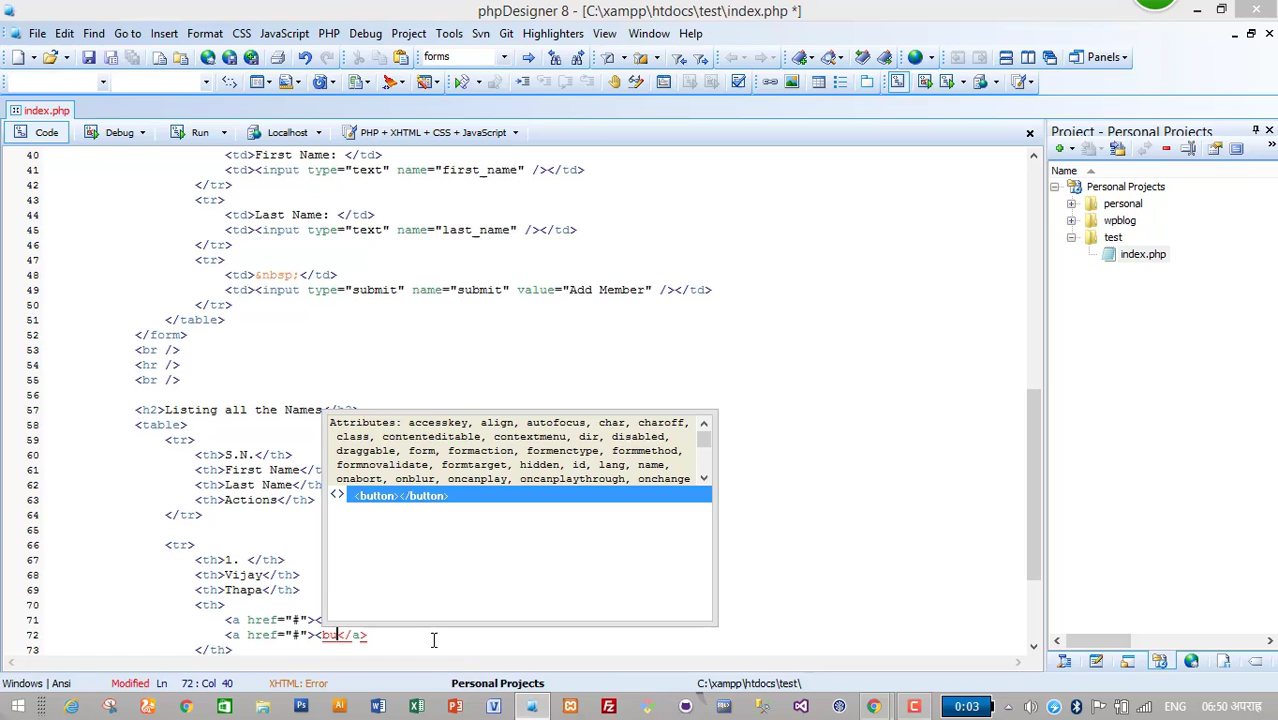 phpDesigner 8 - [C:\xampp\htdocs\test\index.php *]
File Edit Find Go to Insert Format CSS JavaScript PHP Debug Project Tools Svn Git Highlighters View Window Help
forms
Panels
index.php
Code Debug Run Localhost PHP + XHTML + CSS + JavaScript
40 <td>First Name: </td>
41 <td><input type="text" name="first_name" /></td>
42 </tr>
43 <tr>
44 <td>Last Name: </td>
45 <td><input type="text" name="last_name" /></td>
46 </tr>
47 <tr>
48 <td>&nbsp;</td>
49 <td><input type="submit" name="submit" value="Add Member" /></td>
50 </tr>
51 </table>
52 </form>
53 <br />
54 <hr />
55 <br />
56
57 <h2>Listing all the Names</h2>
58 <table>
59 <tr>
60 <th>S.N.</th>
61 <th>First Name</t
62 <th>Last Name</th
63 <th>Actions</th>
64 </tr>
65
66 <tr>
67 <th>1. </th>
68 <th>Vijay</th>
69 <th>Thapa</th>
70 <th>
71 <a href="#"><
72 <a href="#"><bu</a>
73 </th>
Attributes: accesskey, align, autofocus, char, charoff,
class, contenteditable, contextmenu, dir, disabled,
draggable, form, formaction, formenctype, formmethod,
formnovalidate, formtarget, hidden, id, lang, name,
onabort, onblur, oncanplay, oncanplaythrough, onchange
<> <button></button>
Project - Personal Projects
Name
Personal Projects
personal
wpblog
test
index.php
Windows | Ansi Modified Ln 72 : Col 40 XHTML: Error Personal Projects C:\xampp\htdocs\test\
0:03 ENG 06:50 अपराह